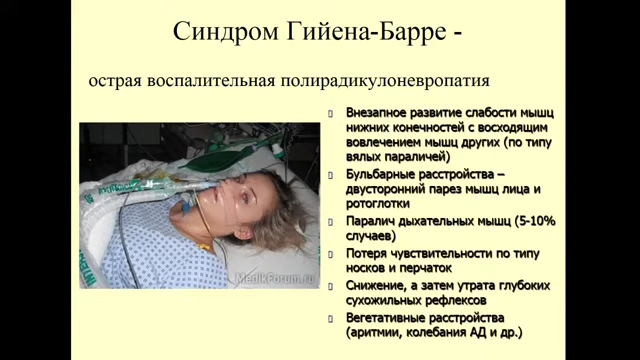 Синдром Гийена-Барре -
острая воспалительная полирадикулоневропатия
Внезапное развитие слабости мышц
нижних конечностей с восходящим
вовлечением мышц других (по типу
вялых параличей)
Бульбарные расстройства –
двусторонний парез мышц лица и
ротоглотки
Паралич дыхательных мышц (5-10%
случаев)
Потеря чувствительности по типу
носков и перчаток
Снижение, а затем утрата глубоких
сухожильных рефлексов
Вегетативные расстройства
(аритмии, колебания АД и др.)
MedikForum.ru